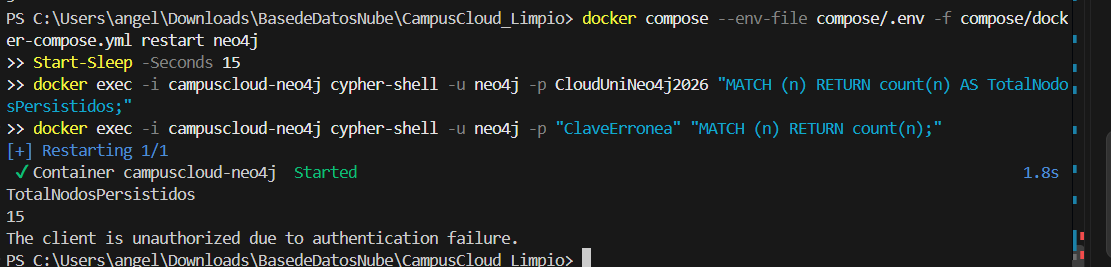 PS C:\Users\angel\Downloads\BasedeDatosNube\CampusCloud_Limpio> docker compose --env-file compose/.env -f compose/dock
er-compose.yml restart neo4j
>> Start-Sleep -Seconds 15
>> docker exec -i campuscloud-neo4j cypher-shell -u neo4j -p CloudUniNeo4j2026 "MATCH (n) RETURN count(n) AS TotalNodo
sPersistidos;"
>> docker exec -i campuscloud-neo4j cypher-shell -u neo4j -p "ClaveErronea" "MATCH (n) RETURN count(n);"
[+] Restarting 1/1
✓ Container campuscloud-neo4j  Started 1.8s
TotalNodosPersistidos
15
The client is unauthorized due to authentication failure.
PS C:\Users\angel\Downloads\BasedeDatosNube\CampusCloud_Limpio>